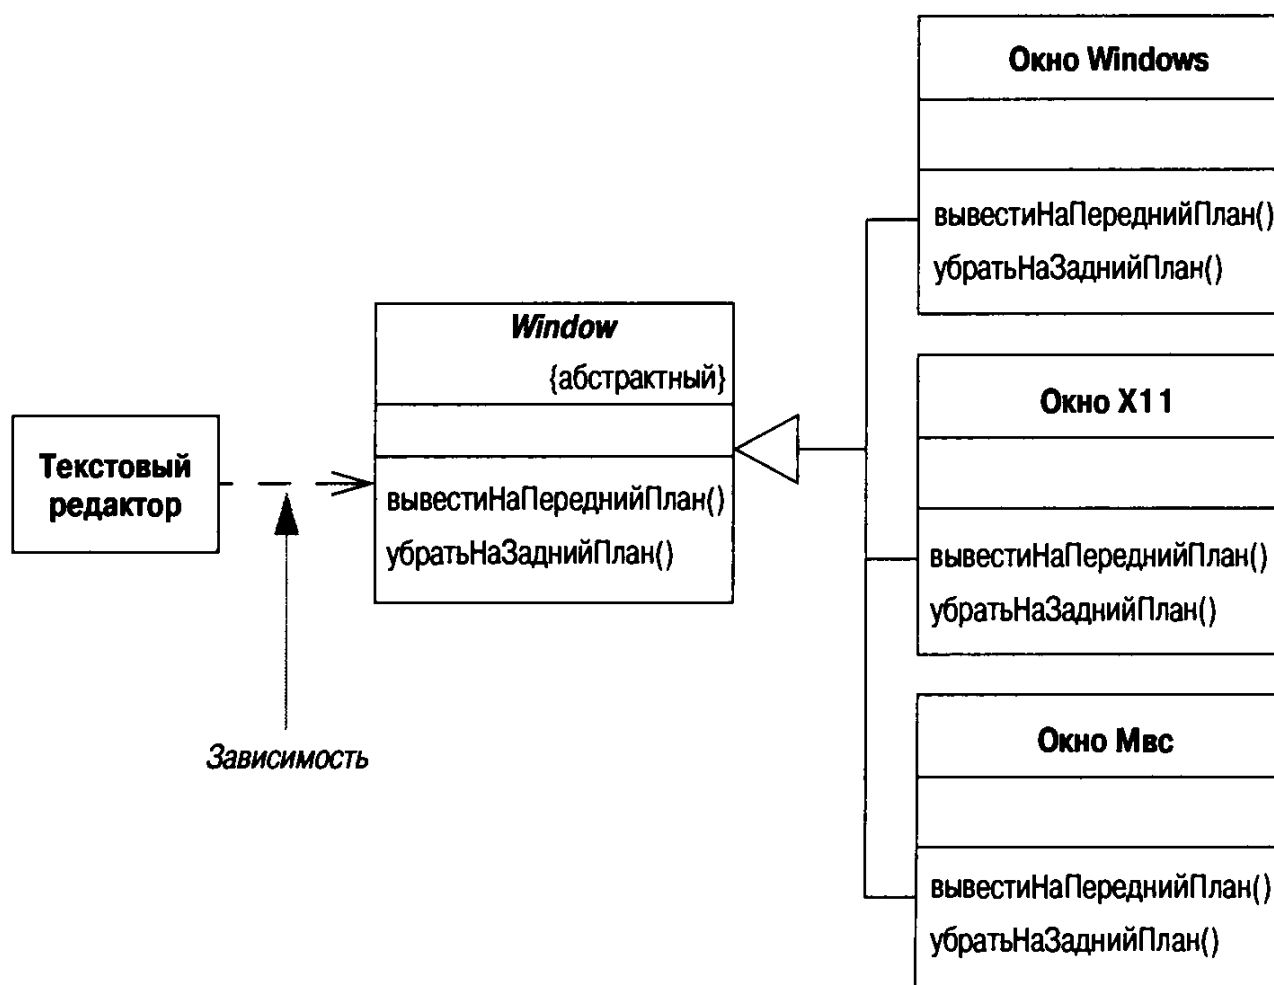 Окно Windows
вывестиНаПереднийПлан()
убратьНаЗаднийПлан()
Window
{абстрактный}
вывестиНаПереднийПлан()
убратьНаЗаднийПлан()
Текстовый
редактор
Зависимость
Окно X11
вывестиНаПереднийПлан()
убратьНаЗаднийПлан()
Окно Мвс
вывестиНаПереднийПлан()
убратьНаЗаднийПлан()